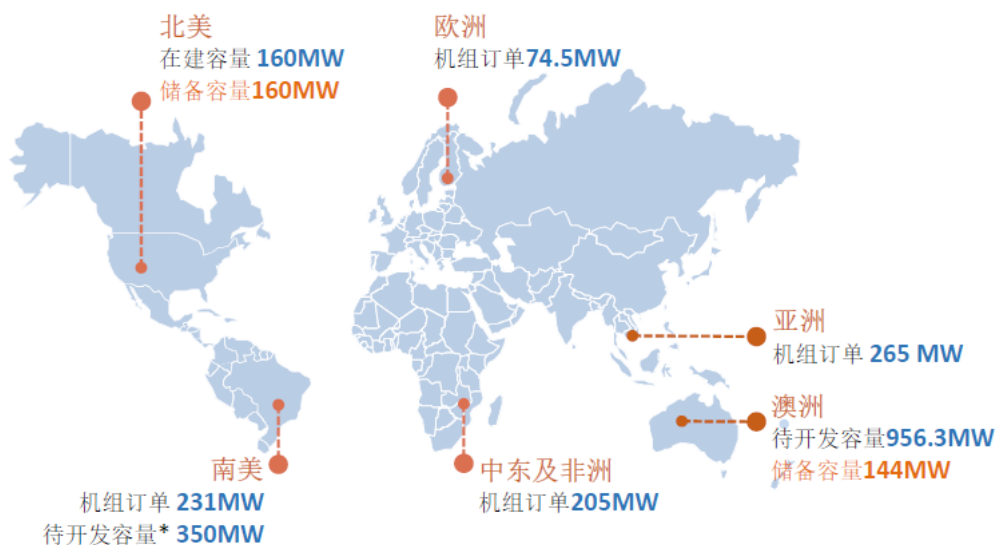 北美
在建容量 160MW
储备容量160MW
欧洲
机组订单74.5MW
亚洲
机组订单 265 MW
澳洲
待开发容量956.3MW
储备容量144MW
南美
机组订单 231MW
待开发容量* 350MW
中东及非洲
机组订单205MW